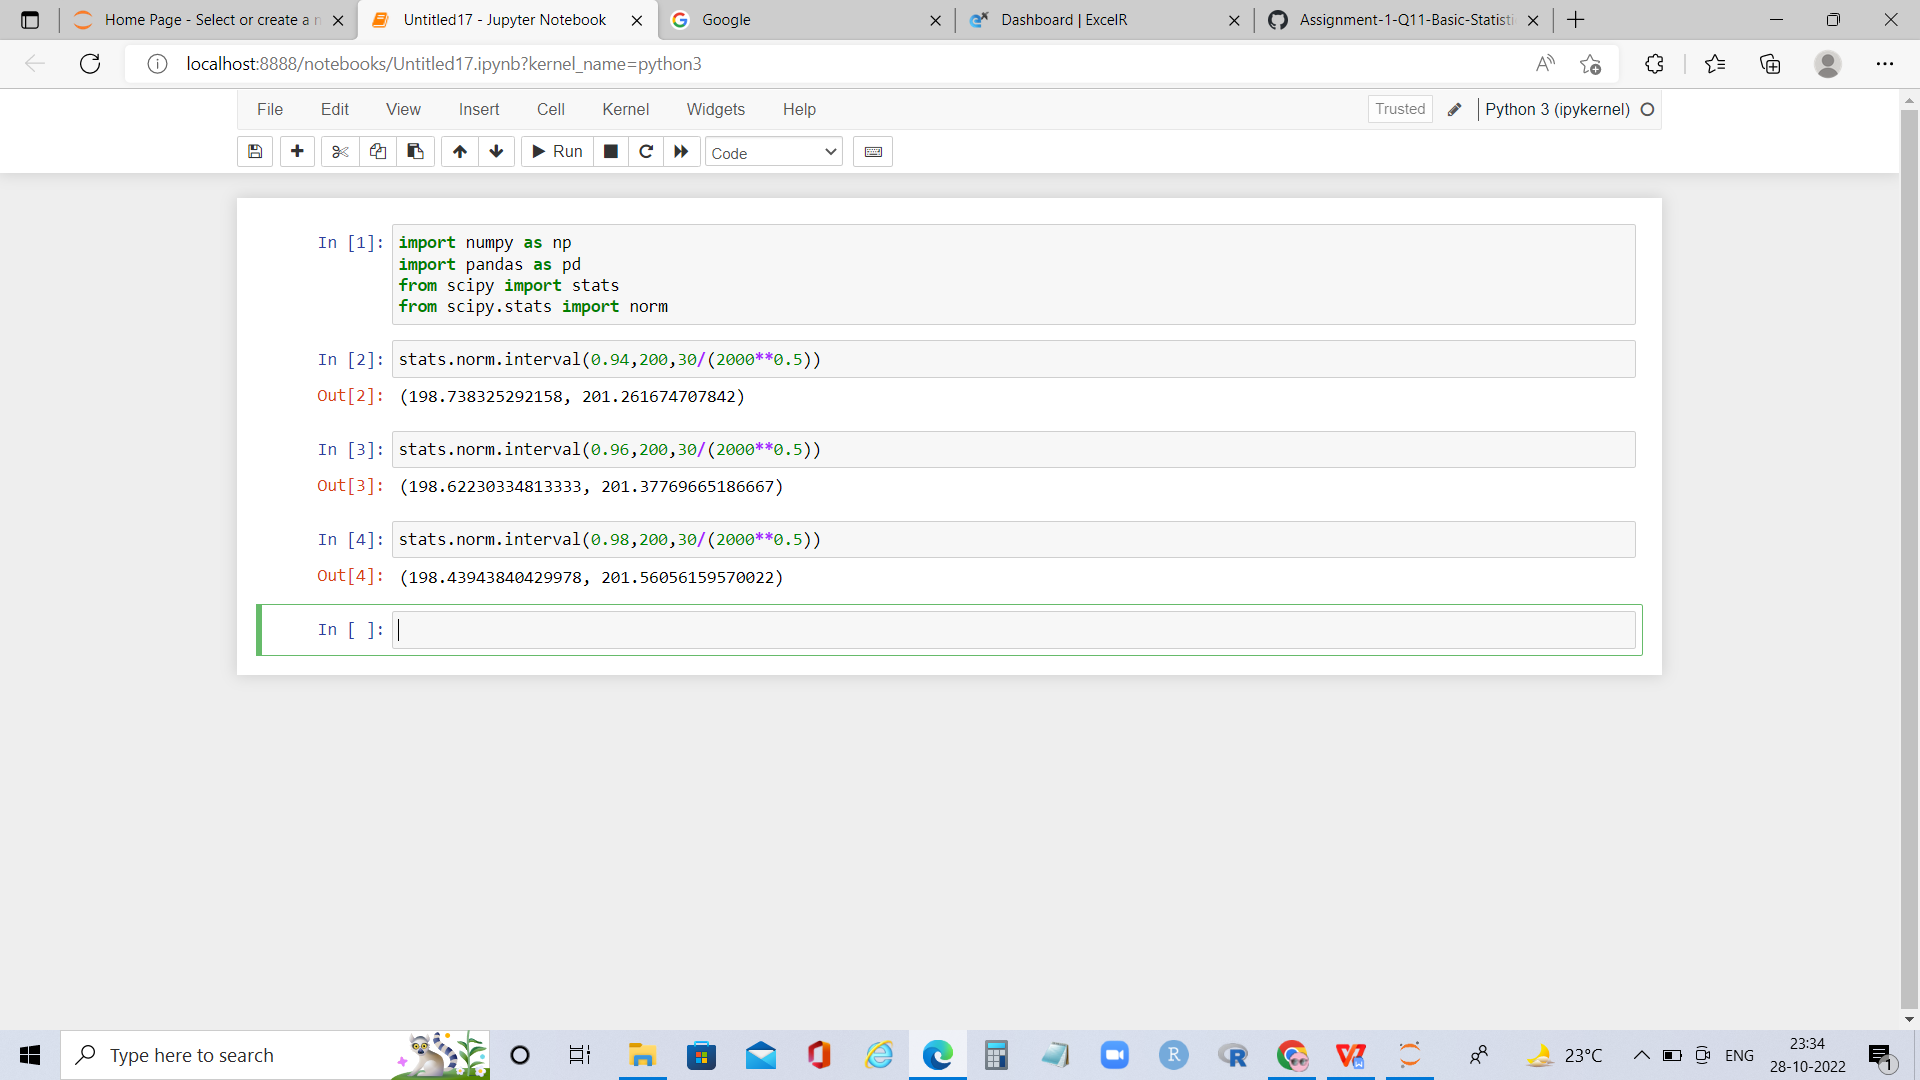 Home Page - Select or create a n
Untitled17 - Jupyter Notebook
Google
Dashboard | ExcelR
Assignment-1-Q11-Basic-Statisti
localhost:8888/notebooks/Untitled17.ipynb?kernel_name=python3
File Edit View Insert Cell Kernel Widgets Help
Trusted
Python 3 (ipykernel)
Run
Code
In [1]: import numpy as np
import pandas as pd
from scipy import stats
from scipy.stats import norm
In [2]: stats.norm.interval(0.94,200,30/(2000**0.5))
Out[2]: (198.738325292158, 201.261674707842)
In [3]: stats.norm.interval(0.96,200,30/(2000**0.5))
Out[3]: (198.62230334813333, 201.37769665186667)
In [4]: stats.norm.interval(0.98,200,30/(2000**0.5))
Out[4]: (198.43943840429978, 201.56056159570022)
In [ ]:
Type here to search
23°C
ENG
23:34
28-10-2022
1